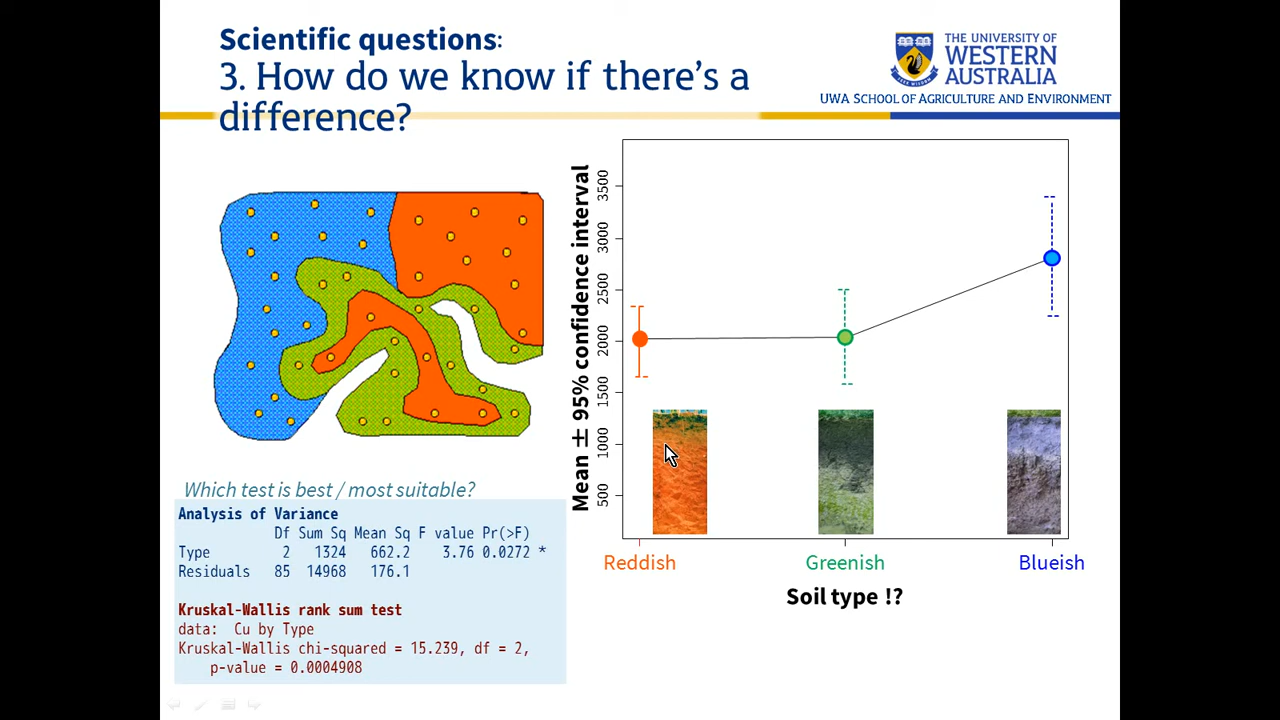 Scientific questions:
3. How do we know if there's a
difference?
THE UNIVERSITY OF
WESTERN
AUSTRALIA
UWA SCHOOL OF AGRICULTURE AND ENVIRONMENT
Which test is best / most suitable?
Analysis of Variance
Df Sum Sq Mean Sq F value Pr(>F)
Type 2 1324 662.2 3.76 0.0272 *
Residuals 85 14968 176.1
Kruskal-Wallis rank sum test
data: Cu by Type
Kruskal-Wallis chi-squared = 15.239, df = 2,
p-value = 0.0004908
Mean ± 95% confidence interval
3500
3000
2500
2000
1500
1000
500
Reddish Greenish Blueish
Soil type !?